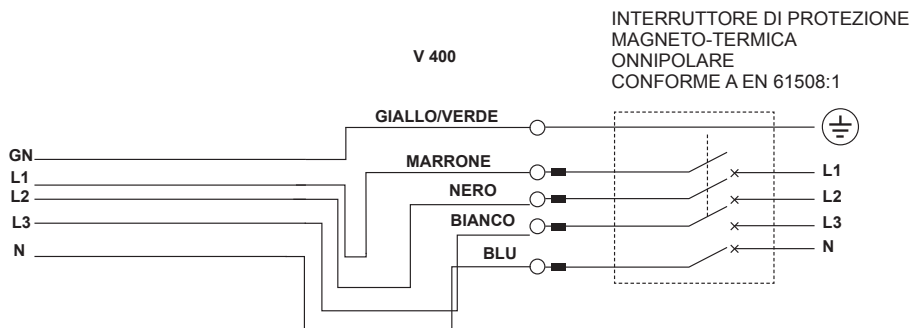 INTERRUTTORE DI PROTEZIONE
MAGNETO-TERMICA
ONNIPOLARE
CONFORME A EN 61508:1
V 400
GIALLO/VERDE
GN
MARRONE
L1
L1
NERO
L2
L2
BIANCO
L3
L3
BLU
N
N